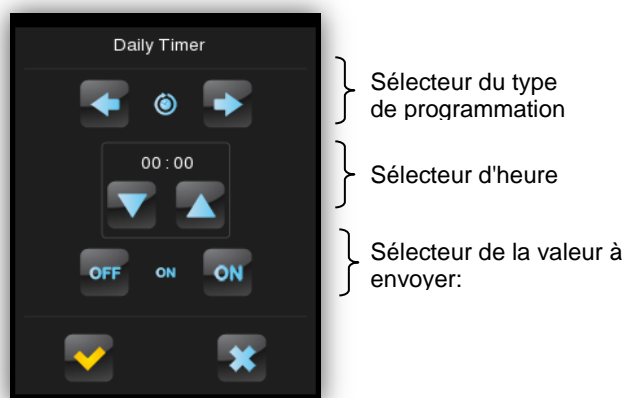 Daily Timer
Sélecteur du type
de programmation
00:00
Sélecteur d'heure
OFF ON ON
Sélecteur de la valeur à
envoyer: